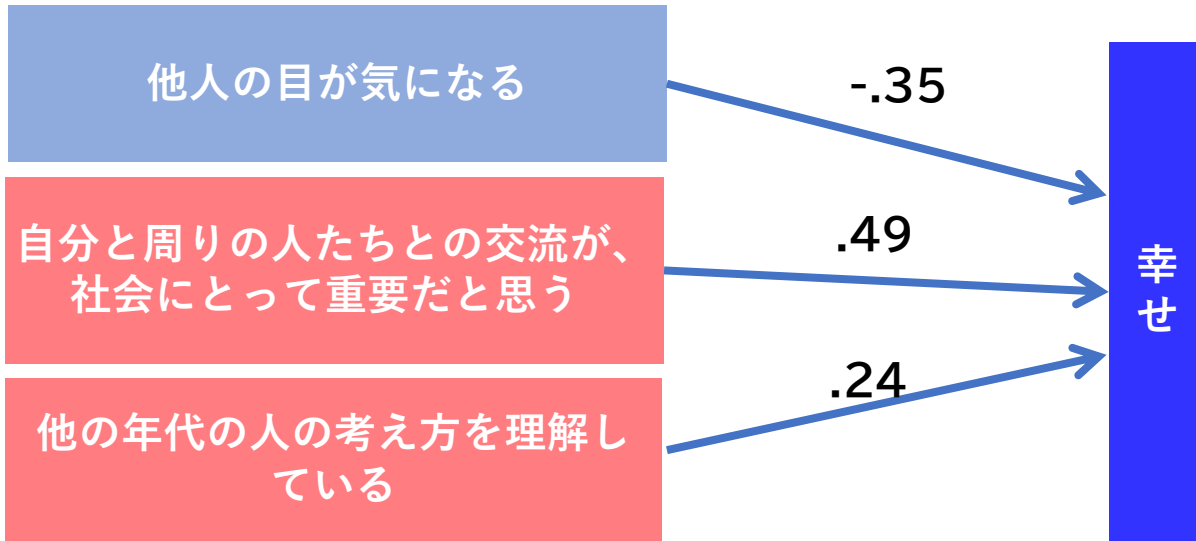 他人の目が気になる
-.35
自分と周りの人たちとの交流が、
社会にとって重要だと思う
.49
他の年代の人の考え方を理解し
ている
.24
幸せ